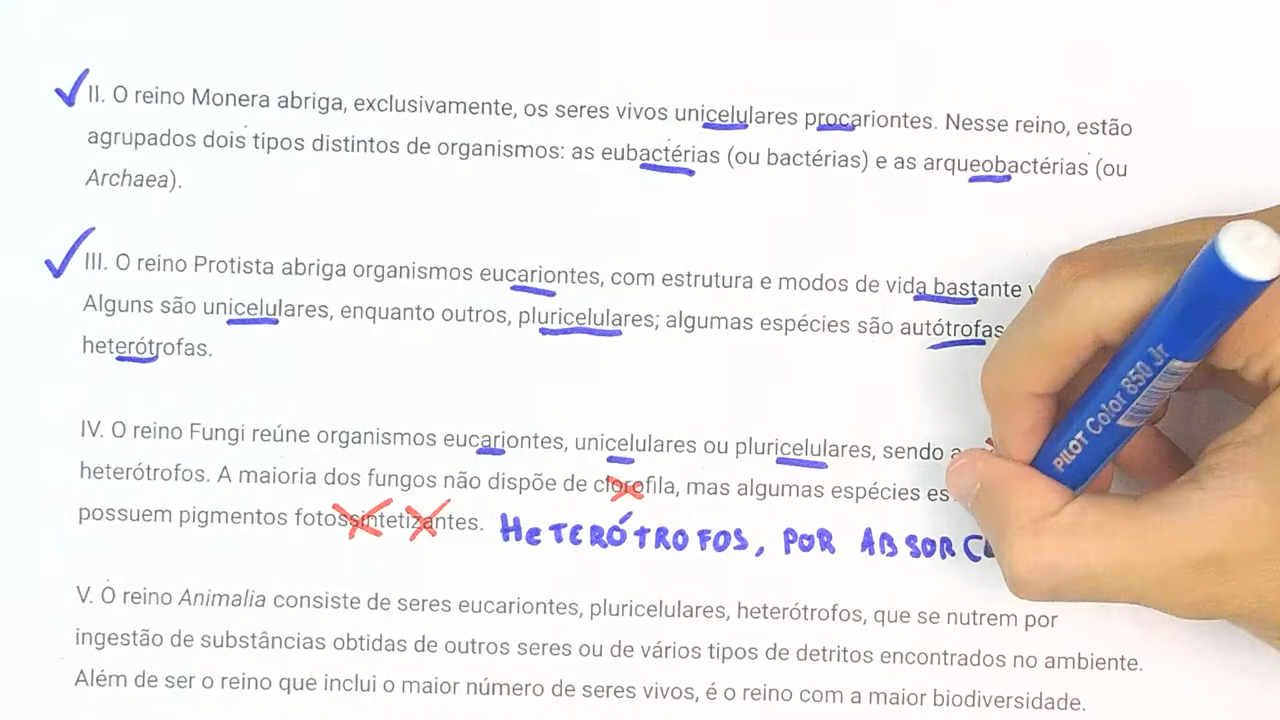 II. O reino Monera abriga, exclusivamente, os seres vivos unicelulares procariontes. Nesse reino, estão
agrupados dois tipos distintos de organismos: as eubactérias (ou bactérias) e as arqueobactérias (ou
Archaea).
III. O reino Protista abriga organismos eucariontes, com estrutura e modos de vida bastante
Alguns são unicelulares, enquanto outros, pluricelulares; algumas espécies são autótrofas
heterótrofas.
IV. O reino Fungi reúne organismos eucariontes, unicelulares ou pluricelulares, sendo
heterótrofos. A maioria dos fungos não dispõe de clorofila, mas algumas espécies
possuem pigmentos fotossintetizantes. HETERÓTROFOS, POR
V. O reino Animalia consiste de seres eucariontes, pluricelulares, heterótrofos, que se nutrem por
ingestão de substâncias obtidas de outros seres ou de vários tipos de detritos encontrados no ambiente.
Além de ser o reino que inclui o maior número de seres vivos, é o reino com a maior biodiversidade.
PILOT Color 850 Jr